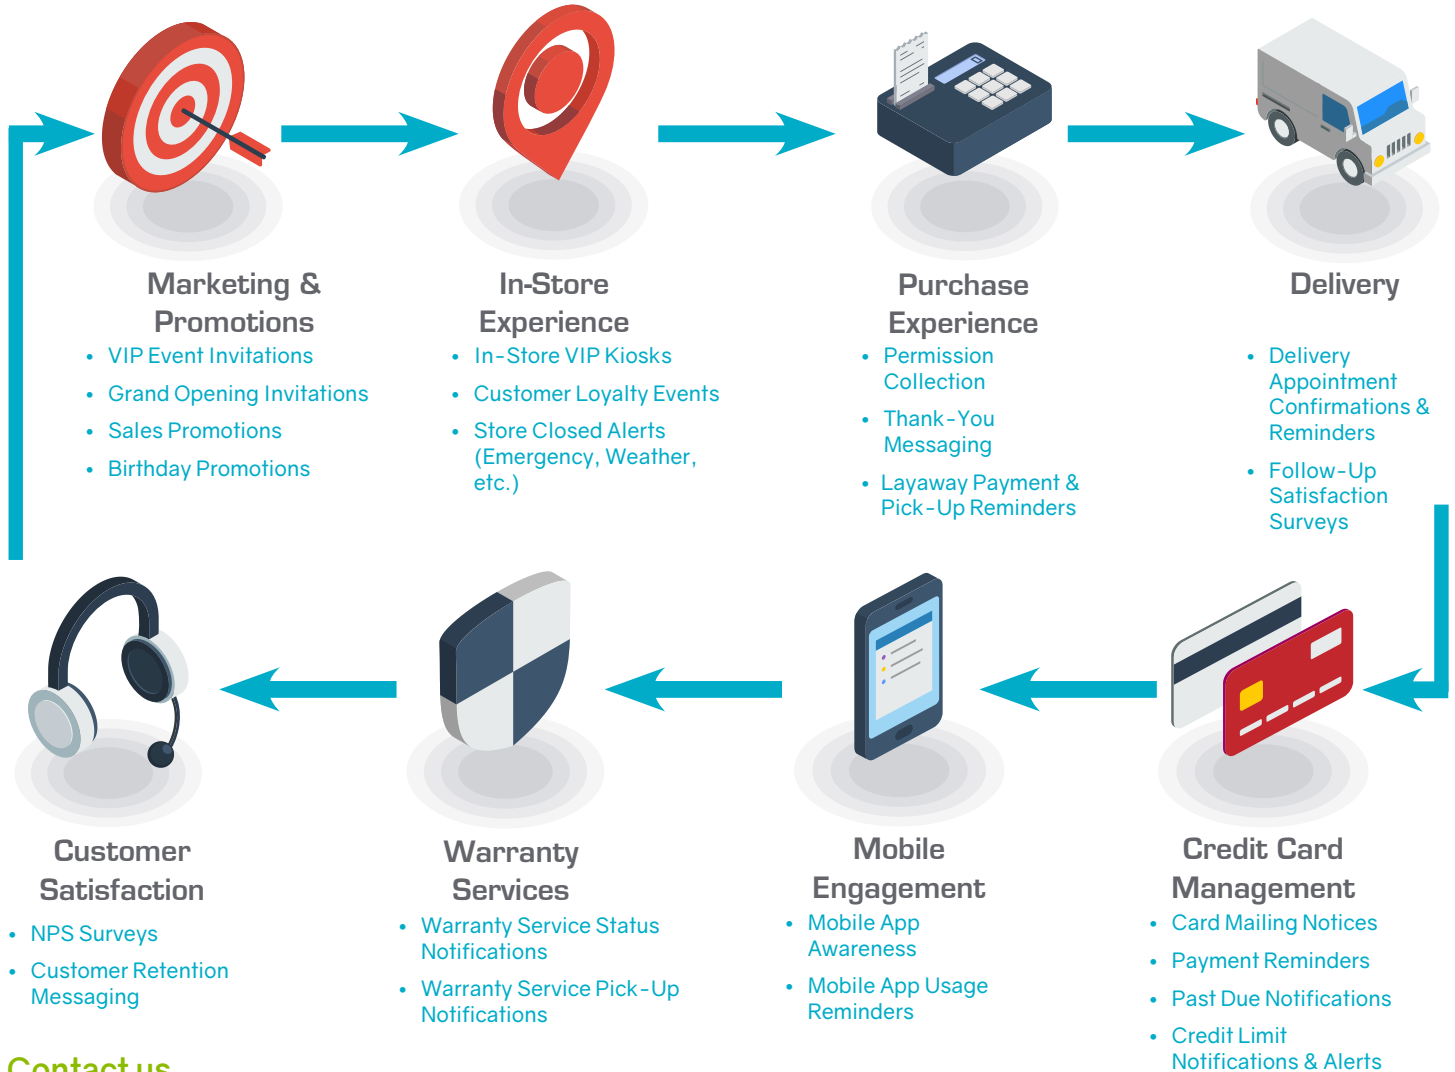 Marketing &
Promotions
• VIP Event Invitations
• Grand Opening Invitations
• Sales Promotions
• Birthday Promotions
In-Store
Experience
• In-Store VIP Kiosks
• Customer Loyalty Events
• Store Closed Alerts
(Emergency, Weather,
etc.)
Purchase
Experience
• Permission
Collection
• Thank-You
Messaging
• Layaway Payment &
Pick-Up Reminders
Delivery
• Delivery
Appointment
Confirmations &
Reminders
• Follow-Up
Satisfaction
Surveys
Customer
Satisfaction
• NPS Surveys
• Customer Retention
Messaging
Warranty
Services
• Warranty Service Status
Notifications
• Warranty Service Pick-Up
Notifications
Mobile
Engagement
• Mobile App
Awareness
• Mobile App Usage
Reminders
Credit Card
Management
• Card Mailing Notices
• Payment Reminders
• Past Due Notifications
• Credit Limit
Notifications & Alerts
Contact us